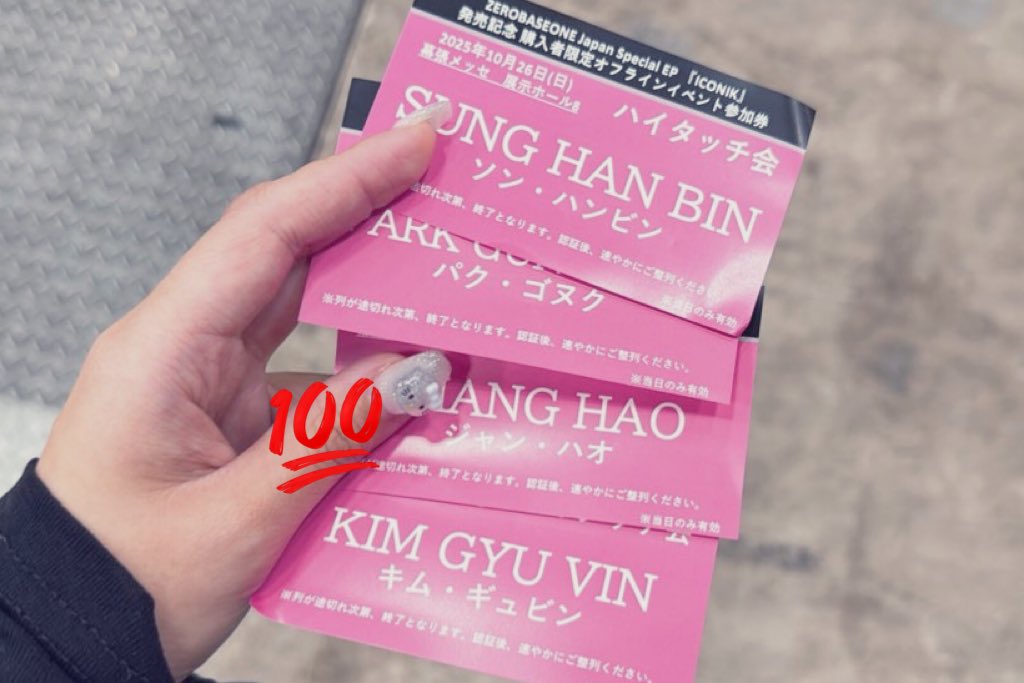 ZEROBASEONE Japan Special EP 『ICONIK』
発売記念 購入者限定オフラインイベント参加券
2025年10月26日(日)
幕張メッセ 展示ホール8
ハイタッチ会
SUNG HAN BIN
ソン・ハンビン
途切れ次第、終了となります。認証後、速やかにご整列ください。
※当日のみ有効
ARK
パク・ゴヌク
※列が途切れ次第、終了となります。認証後、速やかにご整列ください。
※当日のみ有効
HANG HAO
ジャン・ハオ
途切れ次第、終了となります。認証後、速やかにご整列ください。
※当日のみ有効
KIM GYU VIN
キム・ギュビン
※列が途切れ次第、終了となります。認証後、速やかにご整列ください。
100